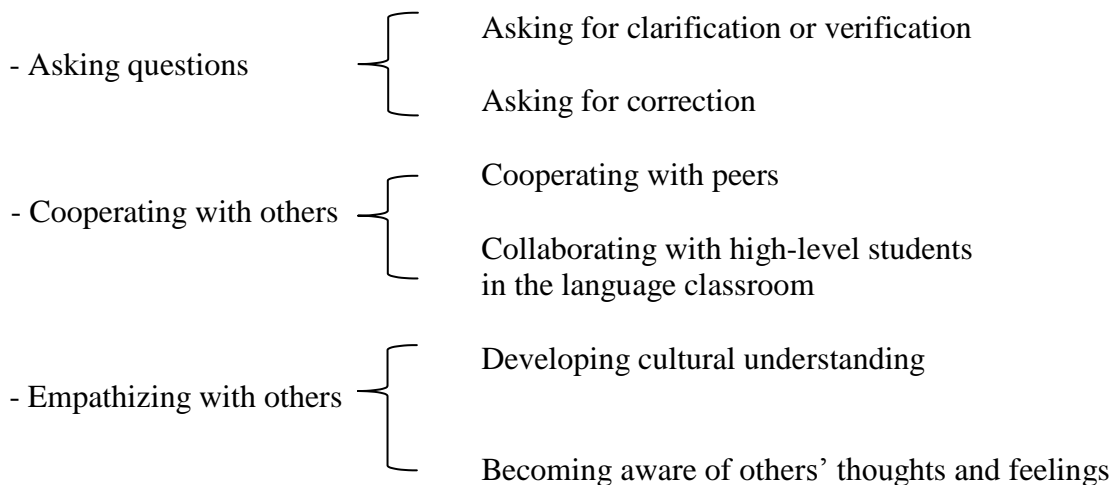 - Asking questions
Asking for clarification or verification
Asking for correction
- Cooperating with others
Cooperating with peers
Collaborating with high-level students
in the language classroom
- Empathizing with others
Developing cultural understanding
Becoming aware of others’ thoughts and feelings